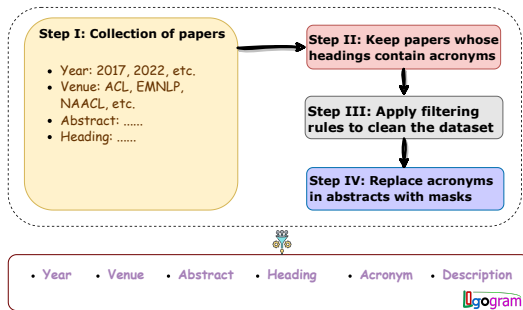 Step I: Collection of papers
• Year: 2017, 2022, etc.
• Venue: ACL, EMNLP,
NAACL, etc.
• Abstract: ......
• Heading: ......
Step II: Keep papers whose
headings contain acronyms
Step III: Apply filtering
rules to clean the dataset
Step IV: Replace acronyms
in abstracts with masks
• Year • Venue • Abstract • Heading • Acronym • Description
Logogram